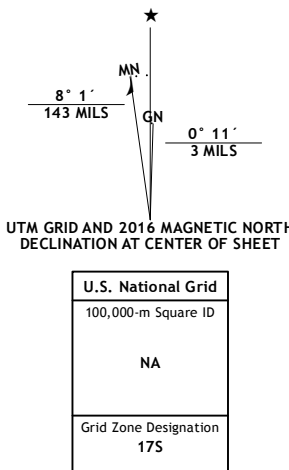 ★
MN
GN
8° 1´
143 MILS
0° 11´
3 MILS
UTM GRID AND 2016 MAGNETIC NORTH
DECLINATION AT CENTER OF SHEET
U.S. National Grid
100,000-m Square ID
NA
Grid Zone Designation
17S